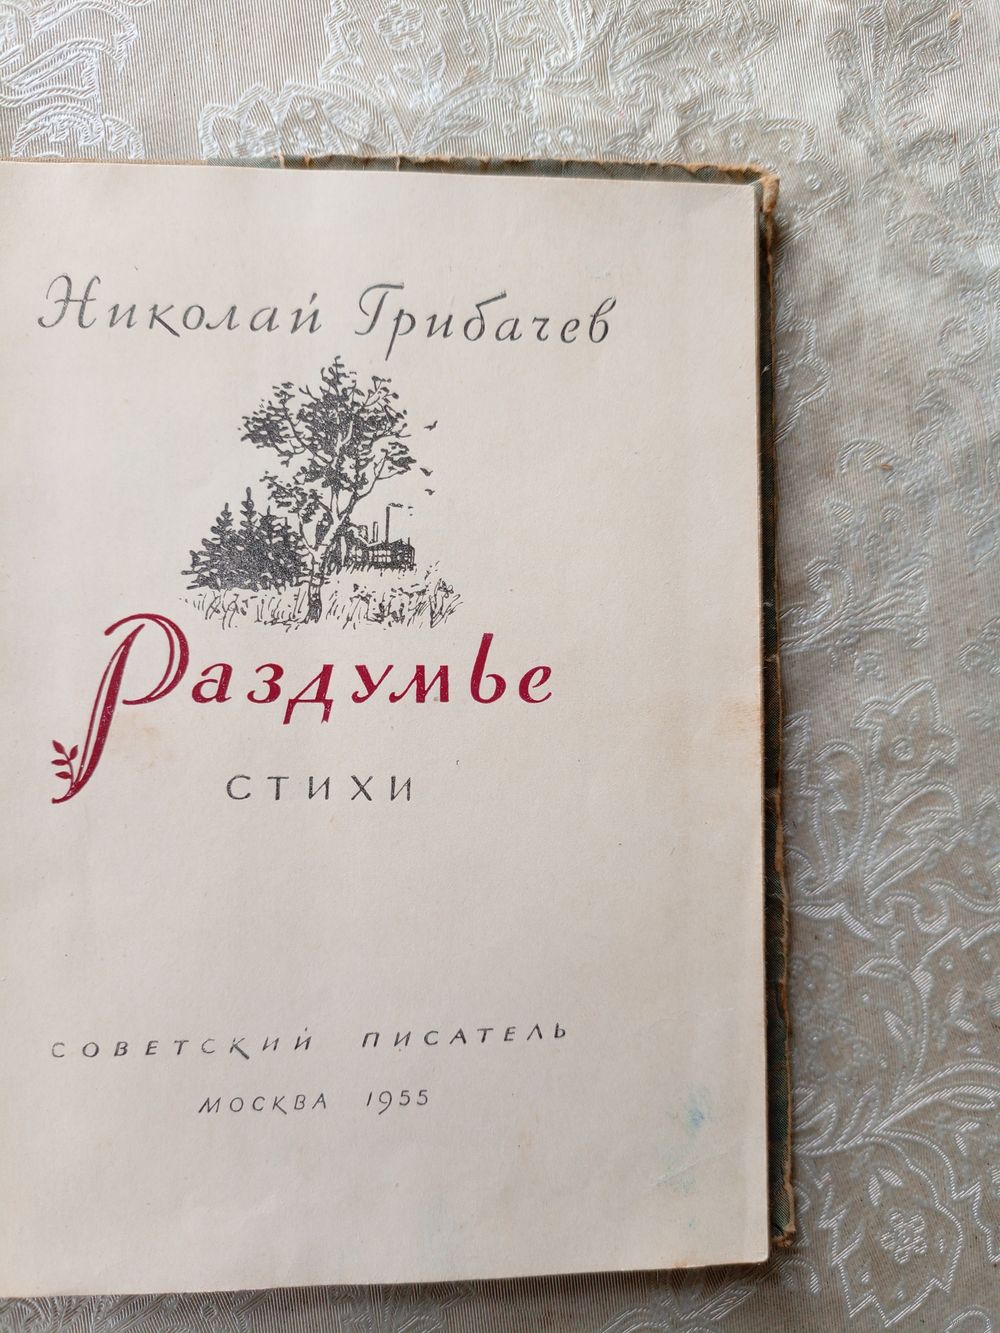 Николай Грибачев
Раздумье
СТИХИ
СОВЕТСКИЙ ПИСАТЕЛЬ
МОСКВА 1955